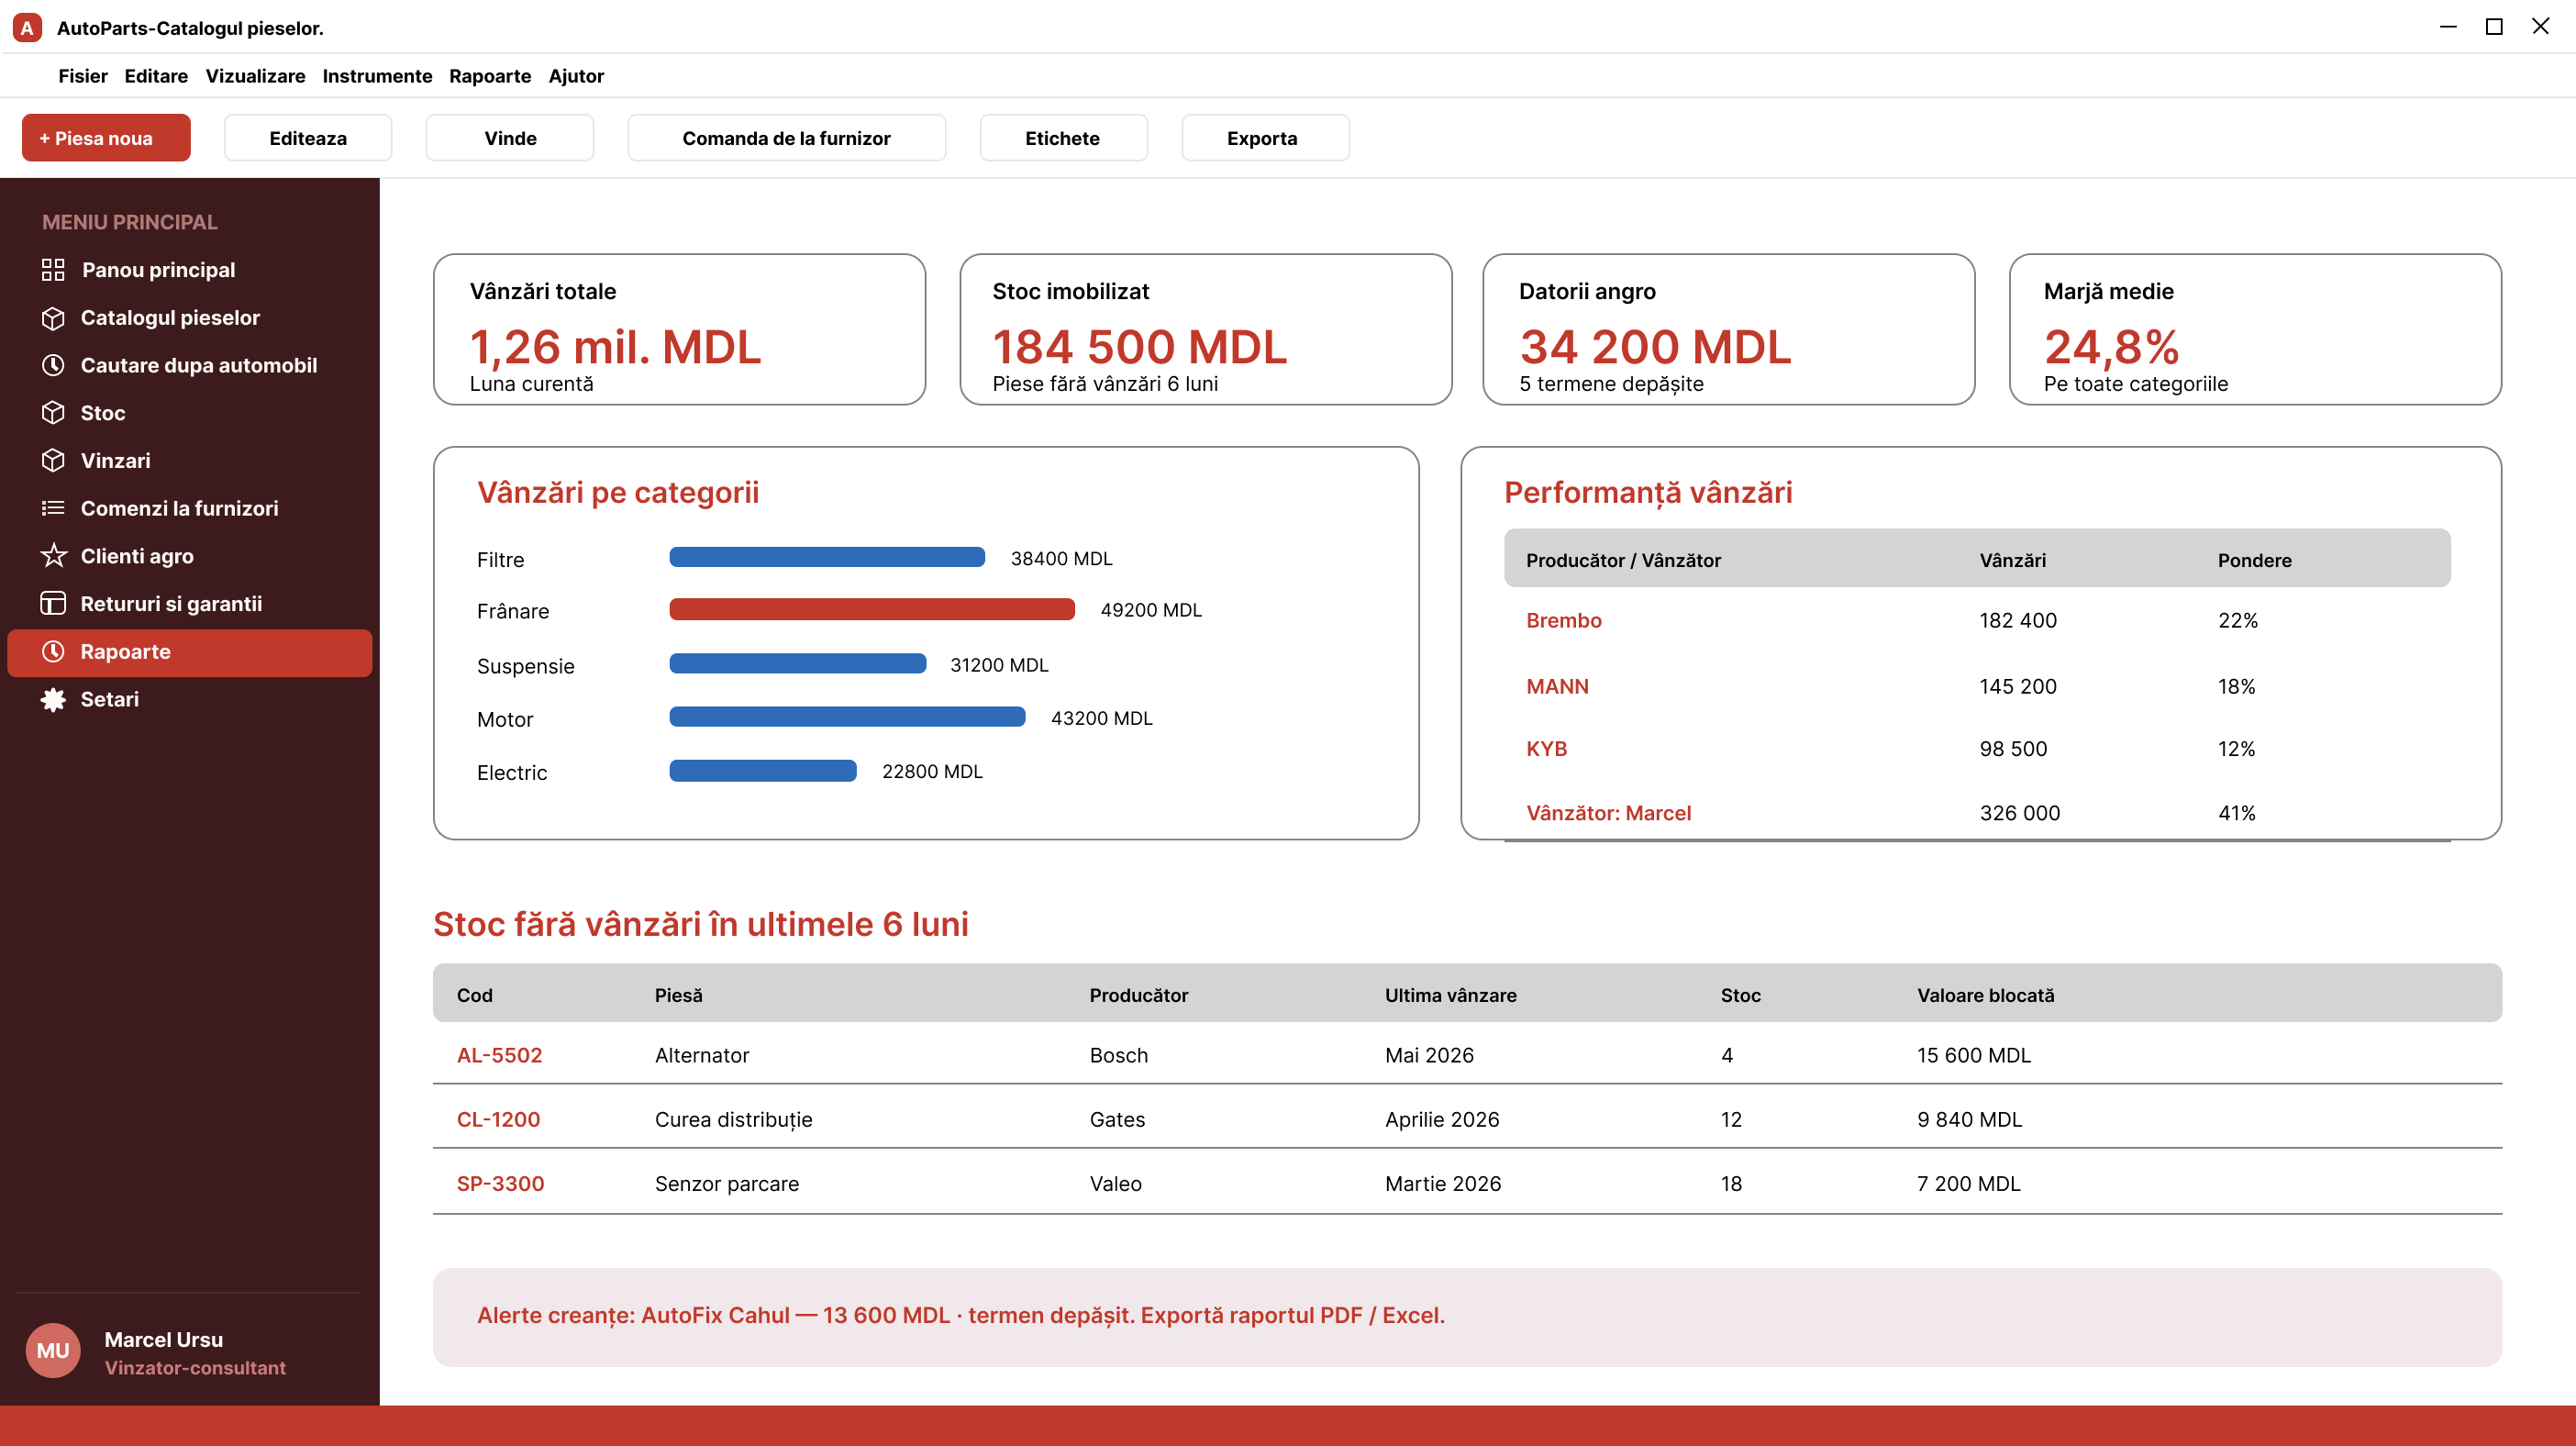 A AutoParts-Catalogul pieselor.
Fisier Editare Vizualizare Instrumente Rapoarte Ajutor
+ Piesa noua Editeaza Vinde Comanda de la furnizor Etichete Exporta
MENIU PRINCIPAL
Panou principal
Catalogul pieselor
Cautare dupa automobil
Stoc
Vinzari
Comenzi la furnizori
Clienti agro
Retururi si garantii
Rapoarte
Setari
MU
Marcel Ursu
Vinzator-consultant
Vânzări totale
1,26 mil. MDL
Luna curentă
Stoc imobilizat
184 500 MDL
Piese fără vânzări 6 luni
Datorii angro
34 200 MDL
5 termene depășite
Marjă medie
24,8%
Pe toate categoriile
Vânzări pe categorii
Filtre 38400 MDL
Frânare 49200 MDL
Suspensie 31200 MDL
Motor 43200 MDL
Electric 22800 MDL
Performanță vânzări
Producător / Vânzător Vânzări Pondere
Brembo 182 400 22%
MANN 145 200 18%
KYB 98 500 12%
Vânzător: Marcel 326 000 41%
Stoc fără vânzări în ultimele 6 luni
Cod Piesă Producător Ultima vânzare Stoc Valoare blocată
AL-5502 Alternator Bosch Mai 2026 4 15 600 MDL
CL-1200 Curea distribuție Gates Aprilie 2026 12 9 840 MDL
SP-3300 Senzor parcare Valeo Martie 2026 18 7 200 MDL
Alerte creanțe: AutoFix Cahul — 13 600 MDL · termen depășit. Exportă raportul PDF / Excel.